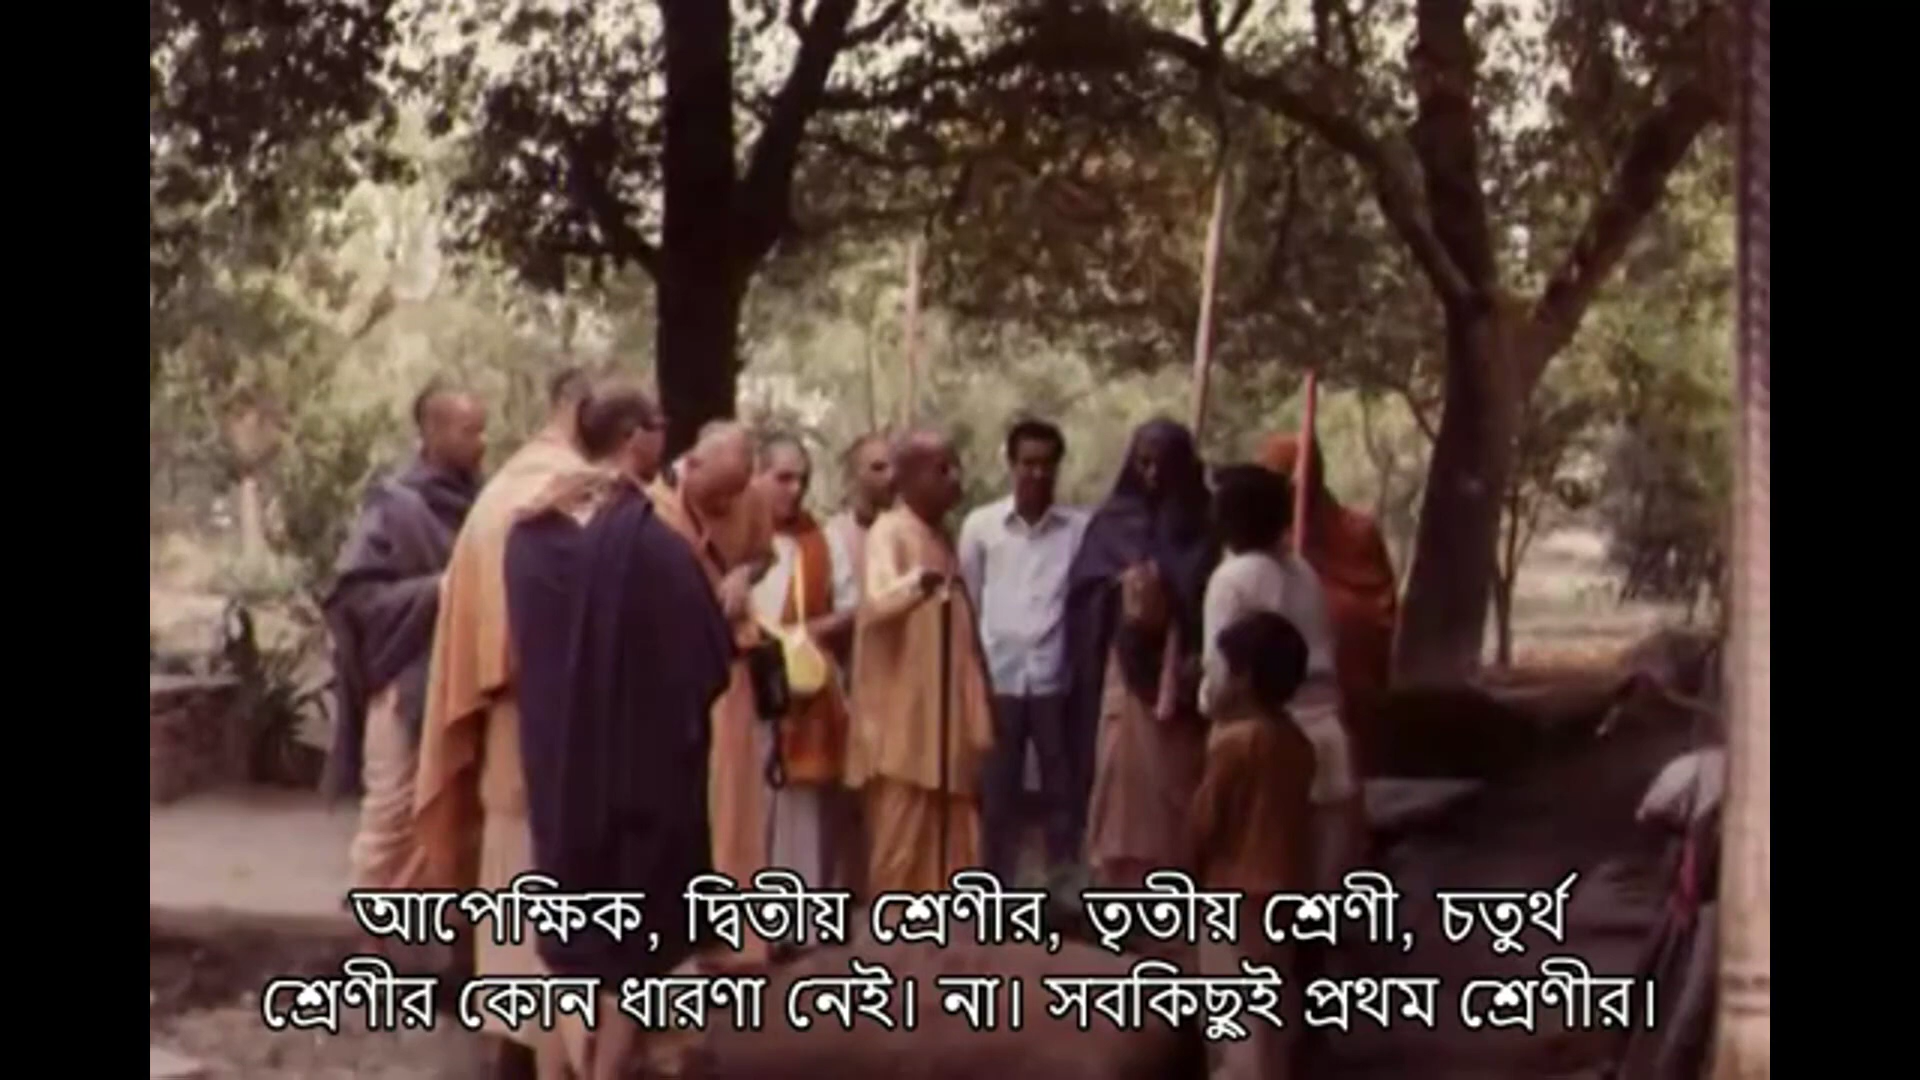 আপেক্ষিক, দ্বিতীয় শ্রেণীর, তৃতীয় শ্রেণী, চতুর্থ
শ্রেণীর কোন ধারণা নেই। না। সবকিছুই প্রথম শ্রেণীর।